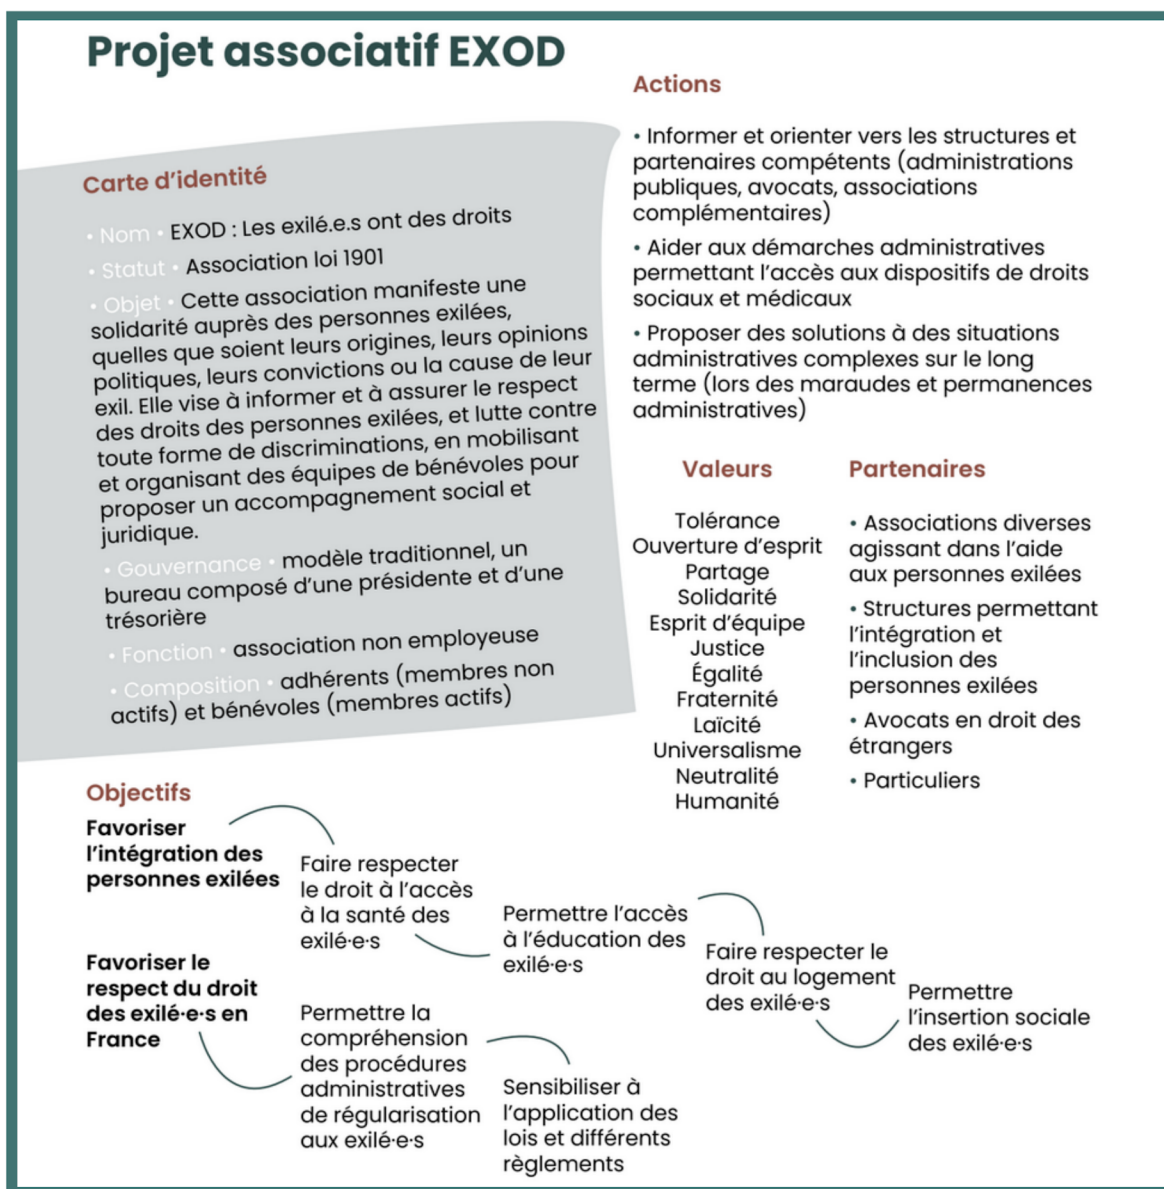 Projet associatif EXOD
Carte d'identité
• Nom • EXOD : Les exilé.e.s ont des droits
• Statut • Association loi 1901
• Objet • Cette association manifeste une
solidarité auprès des personnes exilées,
quelles que soient leurs origines, leurs opinions
politiques, leurs convictions ou la cause de leur
exil. Elle vise à informer et à assurer le respect
des droits des personnes exilées, et lutte contre
toute forme de discriminations, en mobilisant
et organisant des équipes de bénévoles pour
proposer un accompagnement social et
juridique.
• Gouvernance • modèle traditionnel, un
bureau composé d'une présidente et d'une
trésorière
• Fonction • association non employeuse
• Composition • adhérents (membres non
actifs) et bénévoles (membres actifs)
Actions
• Informer et orienter vers les structures et
partenaires compétents (administrations
publiques, avocats, associations
complémentaires)
• Aider aux démarches administratives
permettant l'accès aux dispositifs de droits
sociaux et médicaux
• Proposer des solutions à des situations
administratives complexes sur le long
terme (lors des maraudes et permanences
administratives)
Valeurs
Tolérance
Ouverture d'esprit
Partage
Solidarité
Esprit d'équipe
Justice
Égalité
Fraternité
Laïcité
Universalisme
Neutralité
Humanité
Partenaires
• Associations diverses
agissant dans l'aide
aux personnes exilées
• Structures permettant
l'intégration et
l'inclusion des
personnes exilées
• Avocats en droit des
étrangers
• Particuliers
Objectifs
Favoriser
l'intégration des
personnes exilées
Faire respecter
le droit à l'accès
à la santé des
exilé·e·s
Permettre l'accès
à l'éducation des
exilé·e·s
Faire respecter le
droit au logement
des exilé·e·s
Permettre
l'insertion sociale
des exilé·e·s
Favoriser le
respect du droit
des exilé·e·s en
France
Permettre la
compréhension
des procédures
administratives
de régularisation
aux exilé·e·s
Sensibiliser à
l'application des
lois et différents
règlements